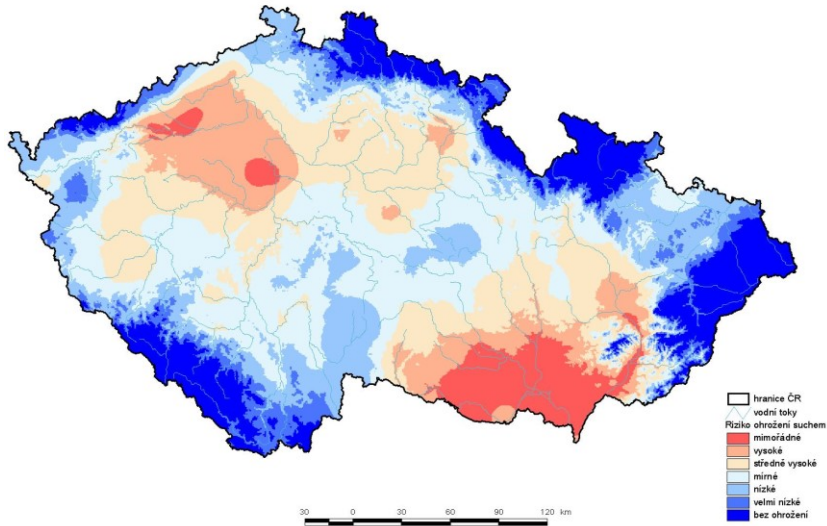 hranice ČR
vodní toky
Riziko ohrožení suchem
mimořádné
vysoké
středně vysoké
mírné
nízké
velmi nízké
bez ohrožení
30 0 30 60 90 120 km